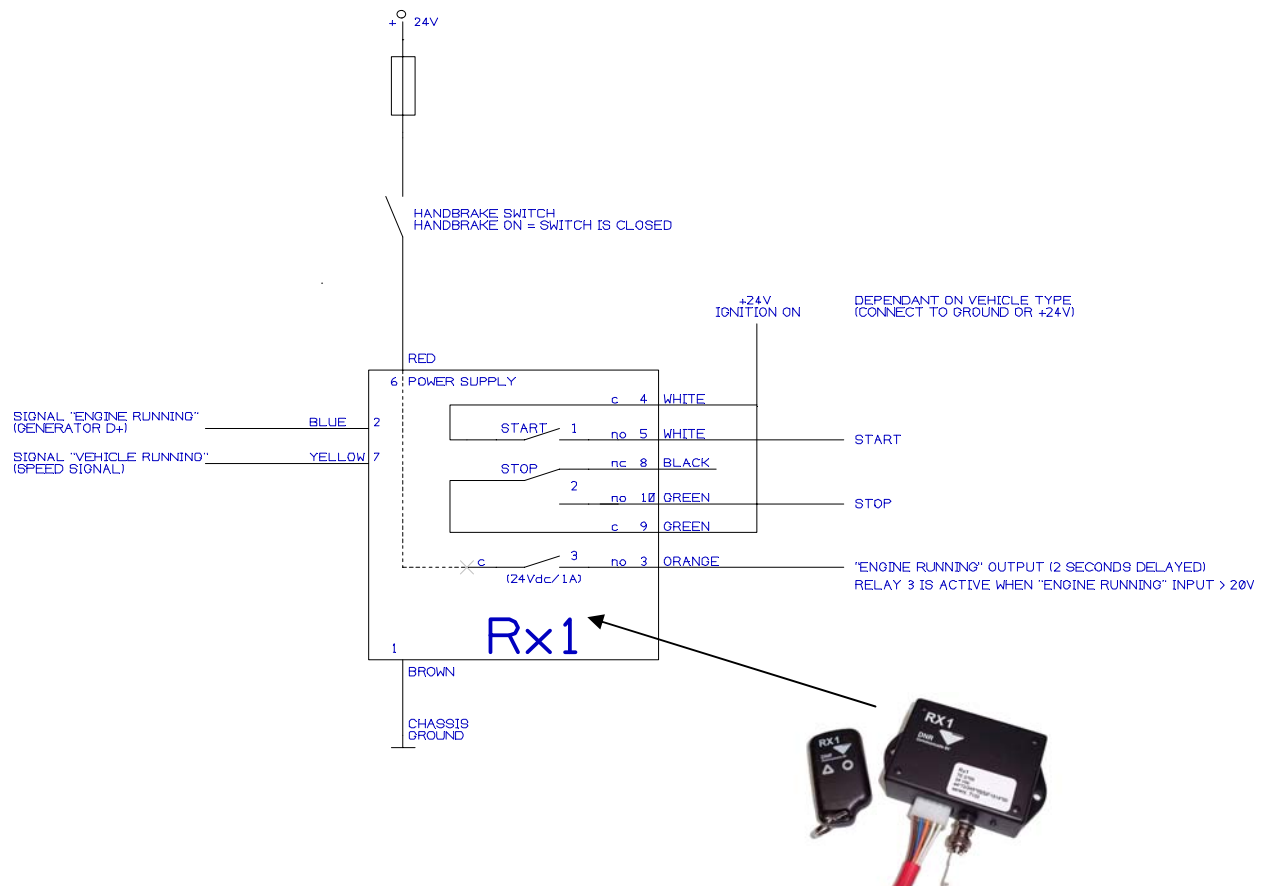 + 24V
HANDBRAKE SWITCH
HANDBRAKE ON = SWITCH IS CLOSED
+24V
IGNITION ON
DEPENDANT ON VEHICLE TYPE
(CONNECT TO GROUND OR +24V)
RED
6 POWER SUPPLY
SIGNAL "ENGINE RUNNING"
(GENERATOR D+)
BLUE 2
SIGNAL "VEHICLE RUNNING"
(SPEED SIGNAL)
YELLOW 7
c 4 WHITE
START 1
no 5 WHITE
START
STOP
nc 8 BLACK
2
no 10 GREEN
STOP
c 9 GREEN
c 3
no 3 ORANGE
(24Vdc/1A)
"ENGINE RUNNING" OUTPUT (2 SECONDS DELAYED)
RELAY 3 IS ACTIVE WHEN "ENGINE RUNNING" INPUT > 20V
Rx1
1
BROWN
CHASSIS
GROUND
RX1
DNR
RX1
DNR
Rx1